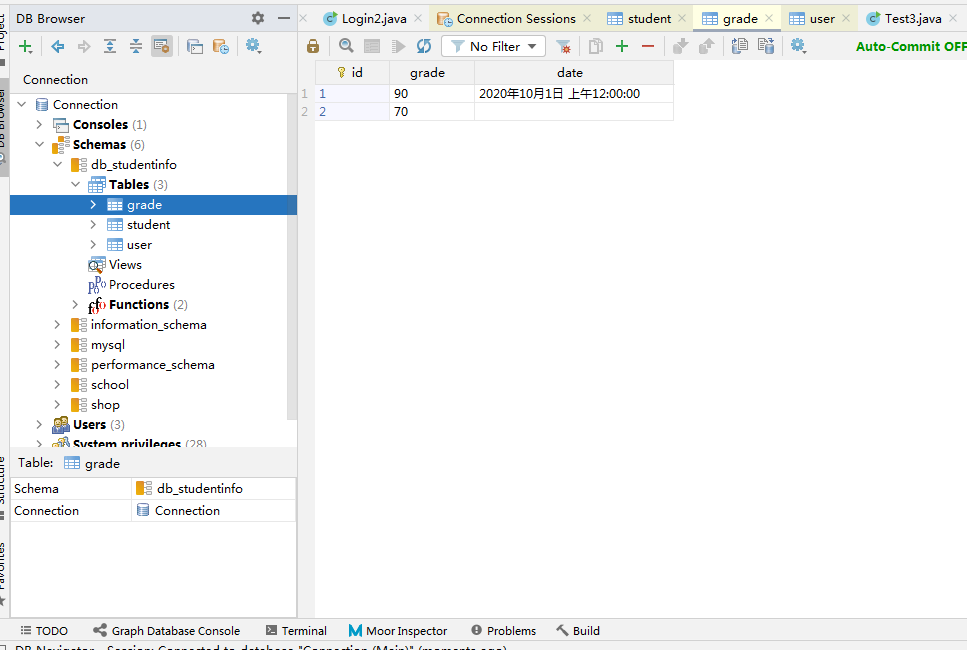 DB Browser
Login2.java
Connection Sessions
student
grade
user
Test3.java
No Filter
Auto-Commit OFF
Connection
id grade date
1 1 90 2020年10月1日 上午12:00:00
2 2 70
Connection
Consoles (1)
Schemas (6)
db_studentinfo
Tables (3)
grade
student
user
Views
Procedures
Functions (2)
information_schema
mysql
performance_schema
school
shop
Users (3)
System privileges (28)
Table: grade
Schema db_studentinfo
Connection Connection
Project
DB Browser
Structure
Favorites
TODO Graph Database Console Terminal Moor Inspector Problems Build
DB Navigator - Session: Connected to database "Connection (Main)" (moments ago)